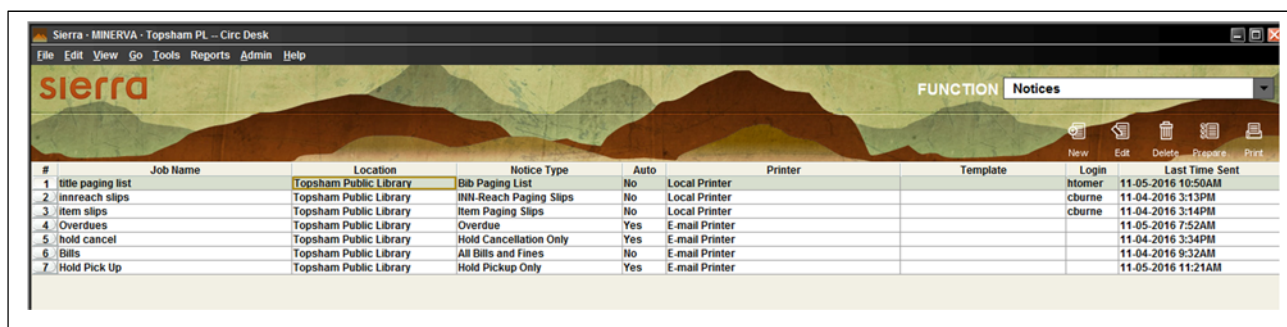 Sierra · MINERVA · Topsham PL -- Circ Desk
File Edit View Go Tools Reports Admin Help
sierra
FUNCTION Notices
New Edit Delete Prepare Print
# Job Name Location Notice Type Auto Printer Template Login Last Time Sent
1 title paging list Topsham Public Library Bib Paging List No Local Printer htomer 11-05-2016 10:50AM
2 innreach slips Topsham Public Library INN-Reach Paging Slips No Local Printer cburne 11-04-2016 3:13PM
3 item slips Topsham Public Library Item Paging Slips No Local Printer cburne 11-04-2016 3:14PM
4 Overdues Topsham Public Library Overdue Yes E-mail Printer 11-05-2016 7:52AM
5 hold cancel Topsham Public Library Hold Cancellation Only Yes E-mail Printer 11-04-2016 3:34PM
6 Bills Topsham Public Library All Bills and Fines No E-mail Printer 11-04-2016 9:32AM
7 Hold Pick Up Topsham Public Library Hold Pickup Only Yes E-mail Printer 11-05-2016 11:21AM